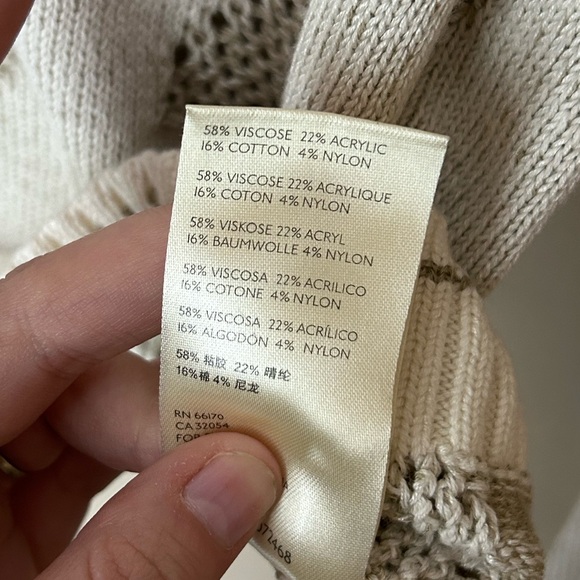 58% VISCOSE 22% ACRYLIC
16% COTTON 4% NYLON
58% VISCOSE 22% ACRYLIQUE
16% COTON 4% NYLON
58% VISKOSE 22% ACRYL
16% BAUMWOLLE 4% NYLON
58% VISCOSA 22% ACRILICO
16% COTONE 4% NYLON
58% VISCOSA 22% ACRÍLICO
16% ALGODÓN 4% NYLON
58% 粘胶 22% 晴纶
16%棉 4% 尼龙
RN 66170
CA 32054
FOR